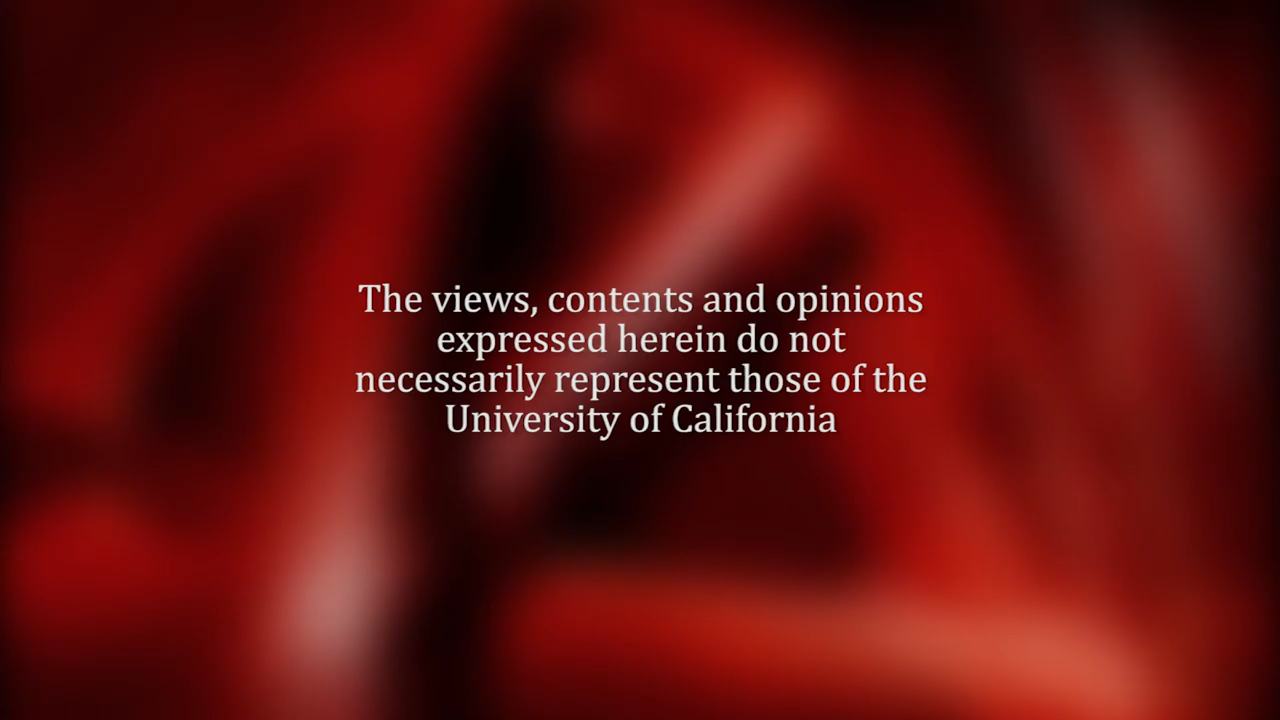 The views, contents and opinions
expressed herein do not
necessarily represent those of the
University of California